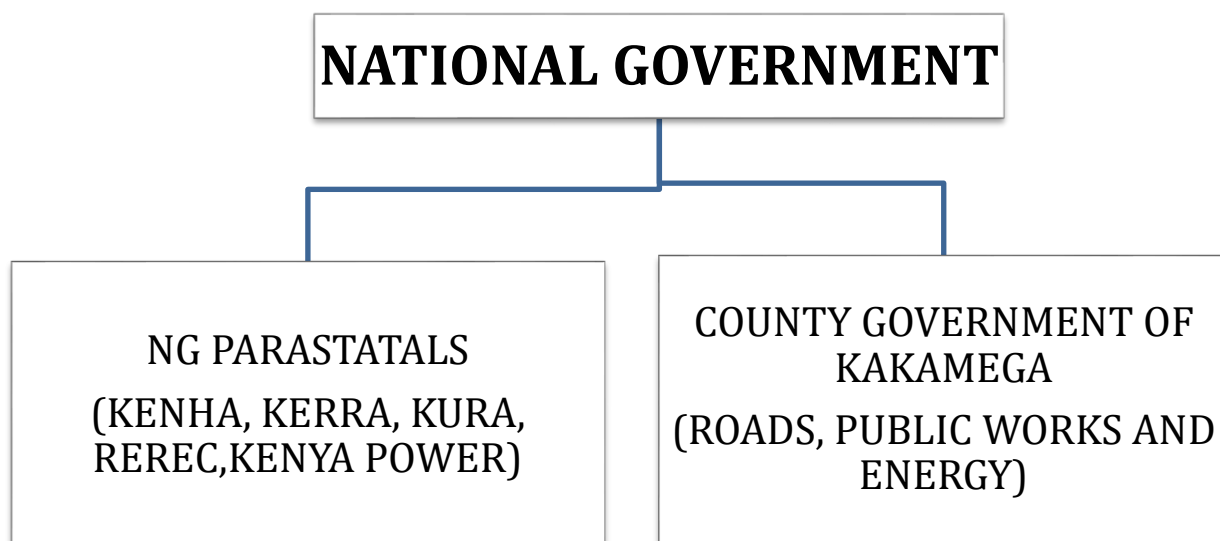 NATIONAL GOVERNMENT
NG PARASTATALS
(KENHA, KERRA, KURA,
REREC,KENYA POWER)
COUNTY GOVERNMENT OF
KAKAMEGA
(ROADS, PUBLIC WORKS AND
ENERGY)